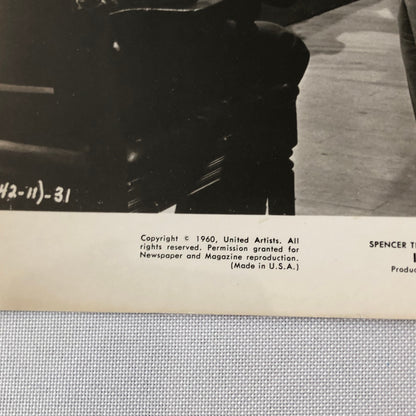 42-11)-31
Copyright © 1960, United Artists. All
rights reserved. Permission granted for
Newspaper and Magazine reproduction.
(Made in U.S.A.)
SPENCER
Produc